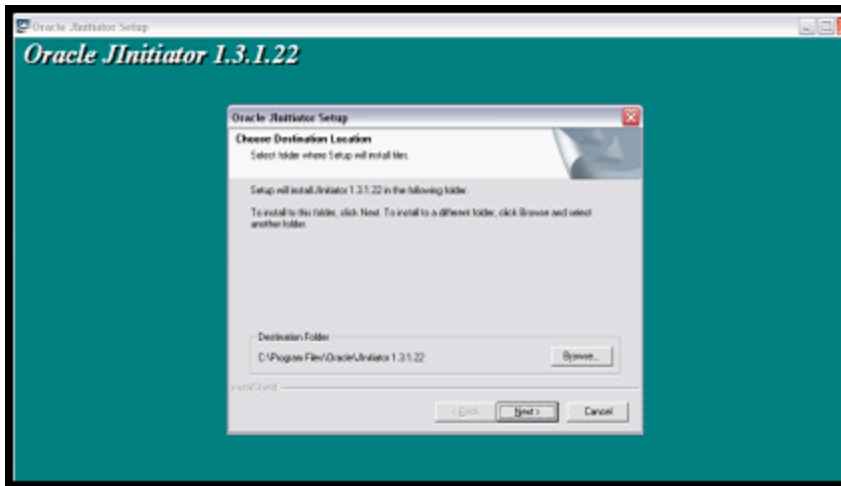 Oracle JInitiator Setup
Oracle JInitiator 1.3.1.22
Oracle JInitiator Setup
Choose Destination Location
Select folder where Setup will install files.
Setup will install JInitiator 1.3.1.22 in the following folder.
To install to this folder, click Next. To install to a different folder, click Browse and select
another folder.
Destination Folder
C:\Program Files\Oracle\JInitiator 1.3.1.22
Browse...
InstallShield
< Back
Next >
Cancel